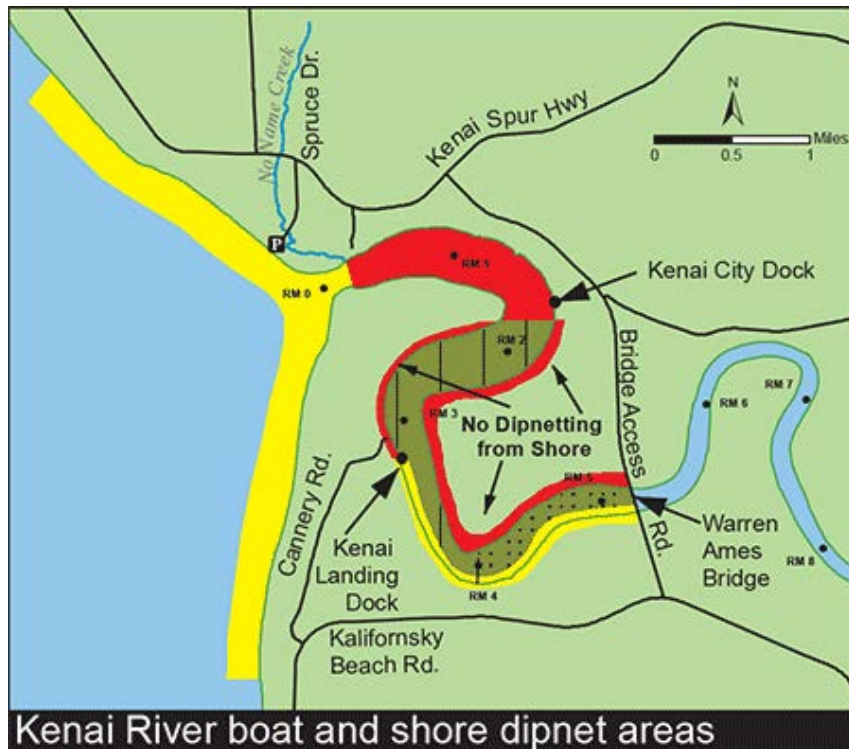 No Name Creek
Spruce Dr.
Kenai Spur Hwy
N
Miles
0
0.5
1
P
RM 0
RM 1
Kenai City Dock
RM 2
Bridge Access
Rd.
RM 3
No Dipnetting
from Shore
RM 6
RM 7
RM 5
Cannery Rd.
Kenai
Landing
Dock
Warren
Ames
Bridge
RM 8
RM 4
Kalifornsky
Beach Rd.
Kenai River boat and shore dipnet areas